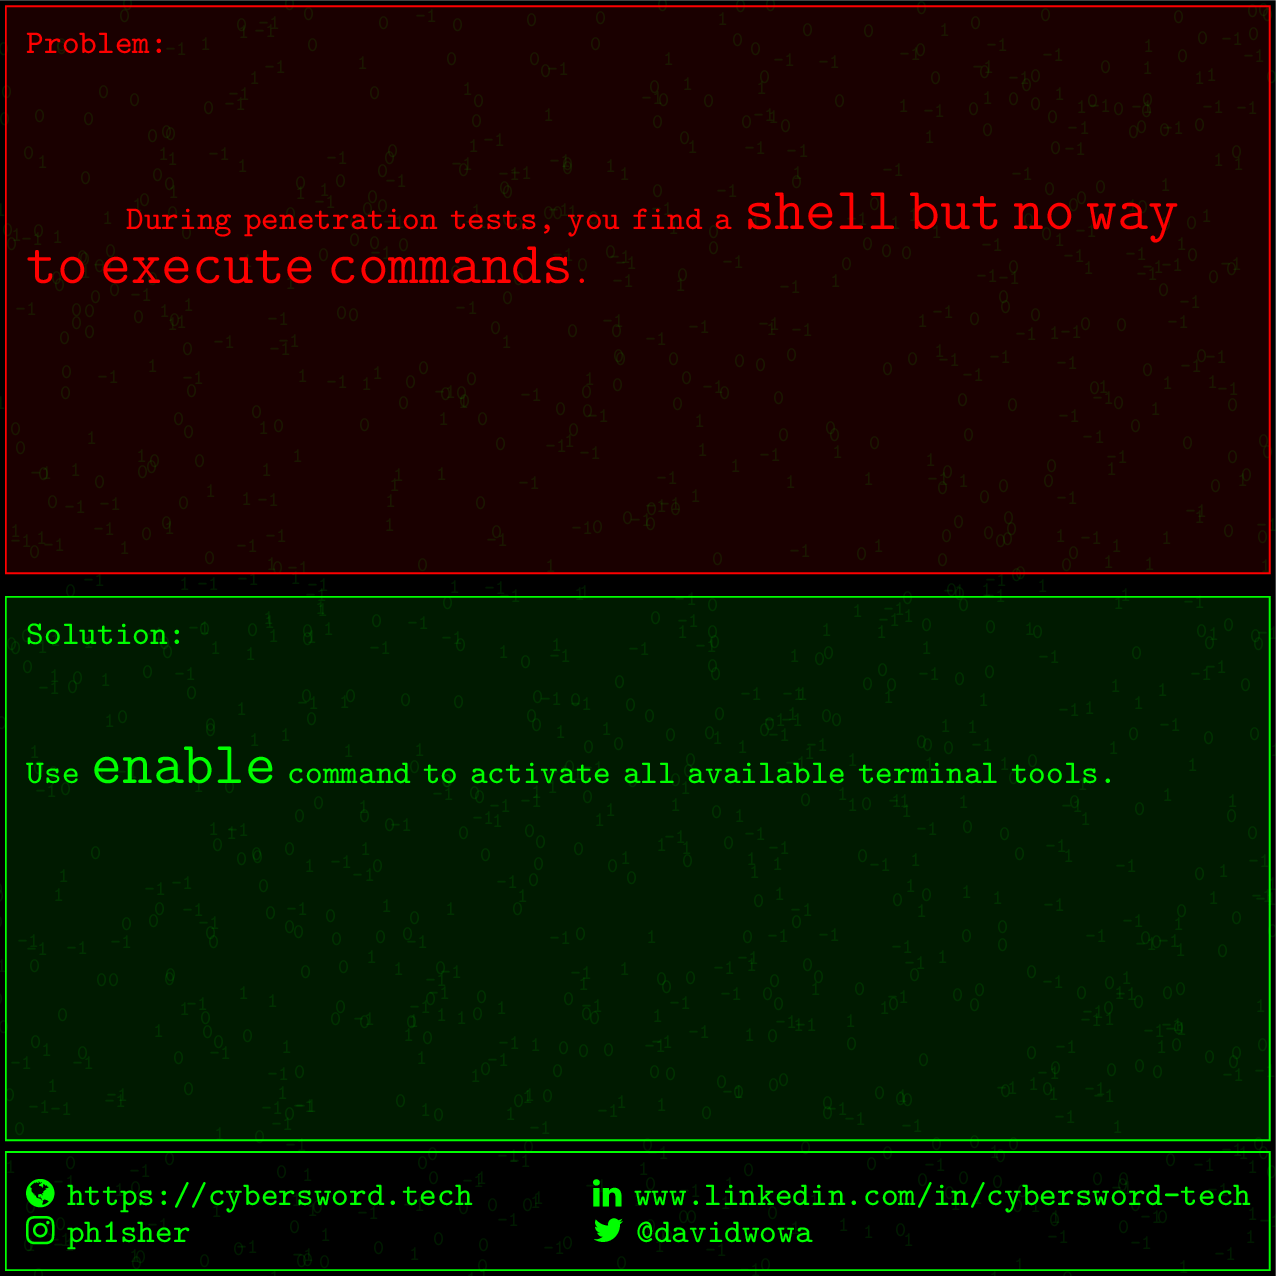 Problem:
During penetration tests, you find a shell but no way
to execute commands.
Solution:
Use enable command to activate all available terminal tools.
https://cybersword.tech
www.linkedin.com/in/cybersword-tech
ph1sher
@davidwowa